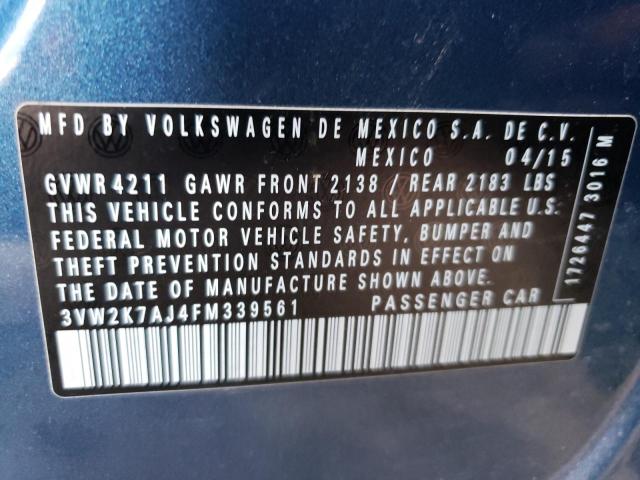 MFD BY VOLKSWAGEN DE MEXICO S.A. DE C.V.
MEXICO 04/15
GVWR 4211 GAWR FRONT 2138 / REAR 2183 LBS
THIS VEHICLE CONFORMS TO ALL APPLICABLE U.S.
FEDERAL MOTOR VEHICLE SAFETY, BUMPER AND
THEFT PREVENTION STANDARDS IN EFFECT ON
THE DATE OF MANUFACTURE SHOWN ABOVE.
3VW2K7AJ4FM339561 PASSENGER CAR
1726447 3016 M